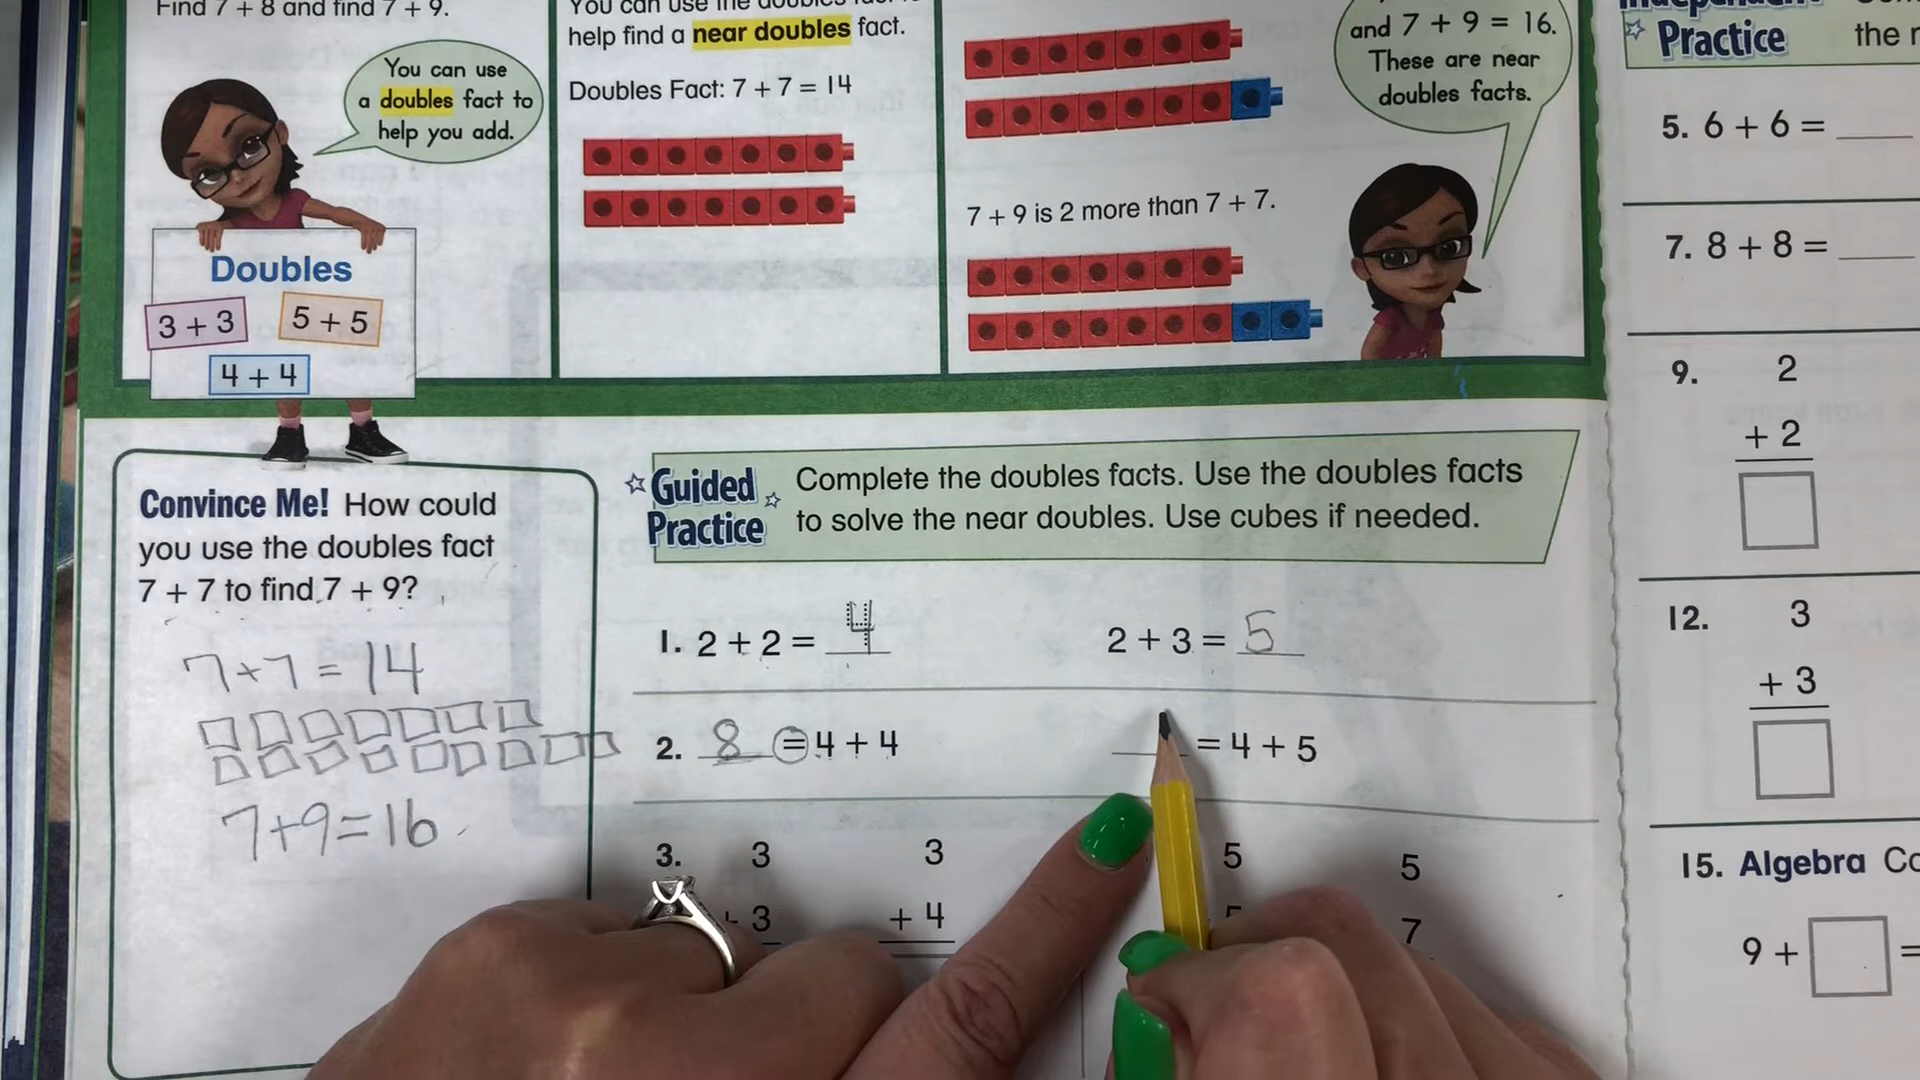 Find 7 + 8 and find 7 + 9.
You can use
a doubles fact to
help you add.
Doubles
3 + 3
5 + 5
4 + 4
help find a near doubles fact.
Doubles Fact: 7 + 7 = 14
7 + 9 is 2 more than 7 + 7.
and 7 + 9 = 16.
These are near
doubles facts.
Convince Me! How could
you use the doubles fact
7 + 7 to find 7 + 9?
7+7=14
7+9=16
Guided
Practice
Complete the doubles facts. Use the doubles facts
to solve the near doubles. Use cubes if needed.
1. 2 + 2 = 4
2 + 3 = 5
2. 8 = 4 + 4
___ = 4 + 5
3. 3
+ 3
3
+ 4
5
5
5
7
Independent
Practice
the
5. 6 + 6 = ___
7. 8 + 8 = ___
9. 2
+ 2
12. 3
+ 3
15. Algebra
9 + =